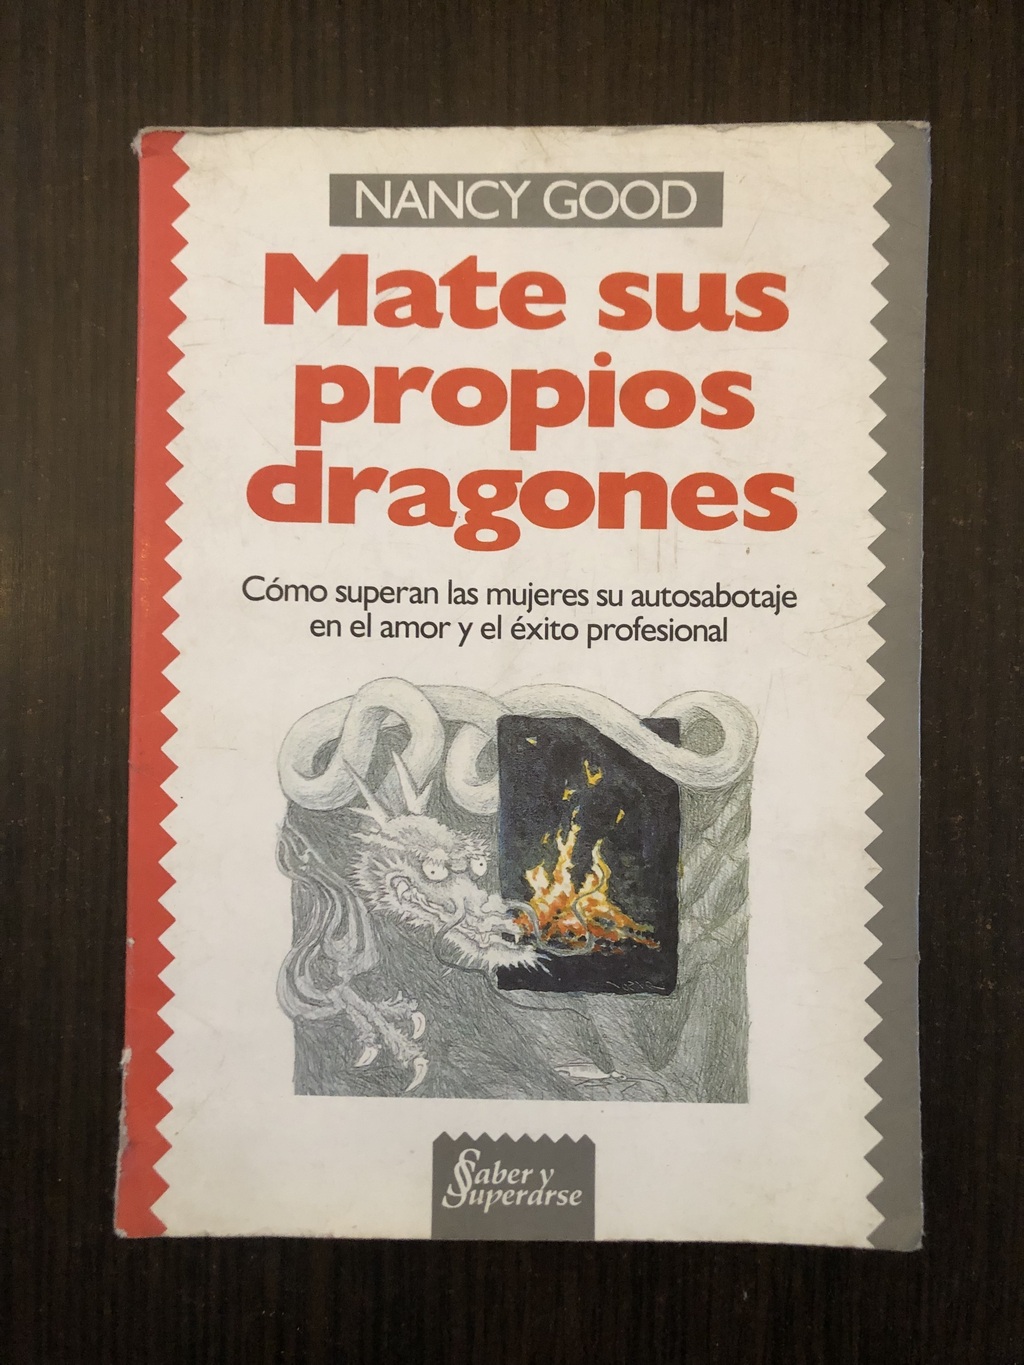 NANCY GOOD
Mate sus
propios
dragones
Cómo superan las mujeres su autosabotaje
en el amor y el éxito profesional
Saber y
Superarse